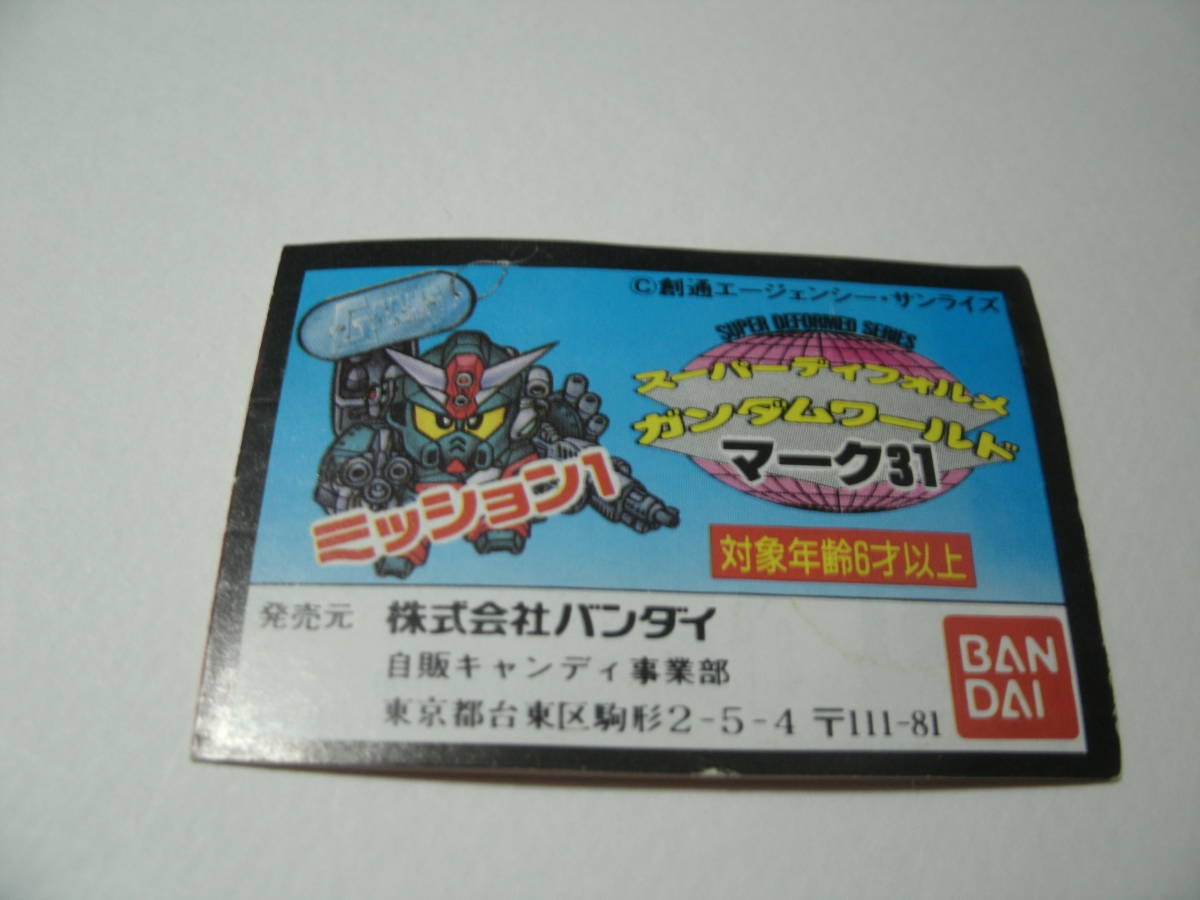 ©創通エージェンシー・サンライズ
SUPER DEFORMED SERIES
スーパーディフォルメ
ガンダムワールド
マーク31
ミッション1
対象年齢6才以上
発売元 株式会社バンダイ
自販キャンディ事業部
東京都台東区駒形2-5-4 〒111-81
BAN
DAI